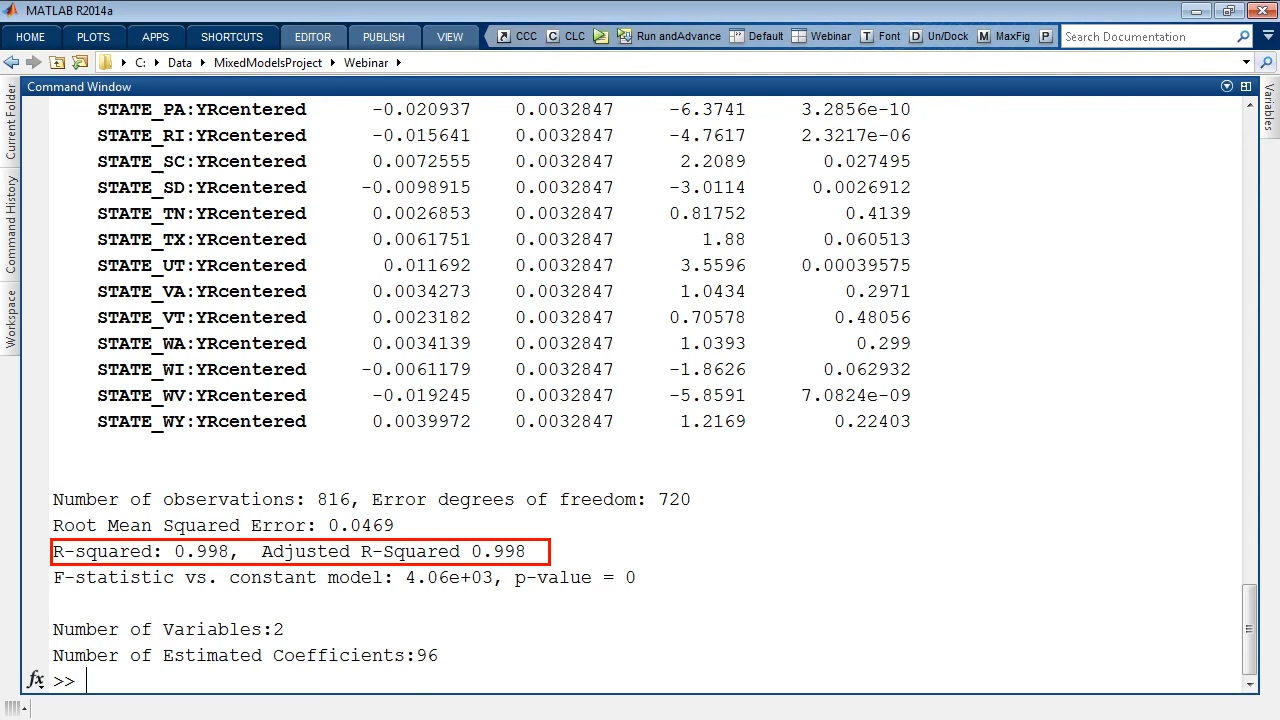 MATLAB R2014a
HOME PLOTS APPS SHORTCUTS EDITOR PUBLISH VIEW CCC C CLC Run andAdvance Default Webinar T Font D Un/Dock M MaxFig P Search Documentation
C: Data MixedModelsProject Webinar
Command Window
Current Folder
Command History
Workspace
Variables
STATE_PA:YRcentered -0.020937 0.0032847 -6.3741 3.2856e-10
STATE_RI:YRcentered -0.015641 0.0032847 -4.7617 2.3217e-06
STATE_SC:YRcentered 0.0072555 0.0032847 2.2089 0.027495
STATE_SD:YRcentered -0.0098915 0.0032847 -3.0114 0.0026912
STATE_TN:YRcentered 0.0026853 0.0032847 0.81752 0.4139
STATE_TX:YRcentered 0.0061751 0.0032847 1.88 0.060513
STATE_UT:YRcentered 0.011692 0.0032847 3.5596 0.00039575
STATE_VA:YRcentered 0.0034273 0.0032847 1.0434 0.2971
STATE_VT:YRcentered 0.0023182 0.0032847 0.70578 0.48056
STATE_WA:YRcentered 0.0034139 0.0032847 1.0393 0.299
STATE_WI:YRcentered -0.0061179 0.0032847 -1.8626 0.062932
STATE_WV:YRcentered -0.019245 0.0032847 -5.8591 7.0824e-09
STATE_WY:YRcentered 0.0039972 0.0032847 1.2169 0.22403
Number of observations: 816, Error degrees of freedom: 720
Root Mean Squared Error: 0.0469
R-squared: 0.998, Adjusted R-Squared 0.998
F-statistic vs. constant model: 4.06e+03, p-value = 0
Number of Variables:2
Number of Estimated Coefficients:96
fx >>